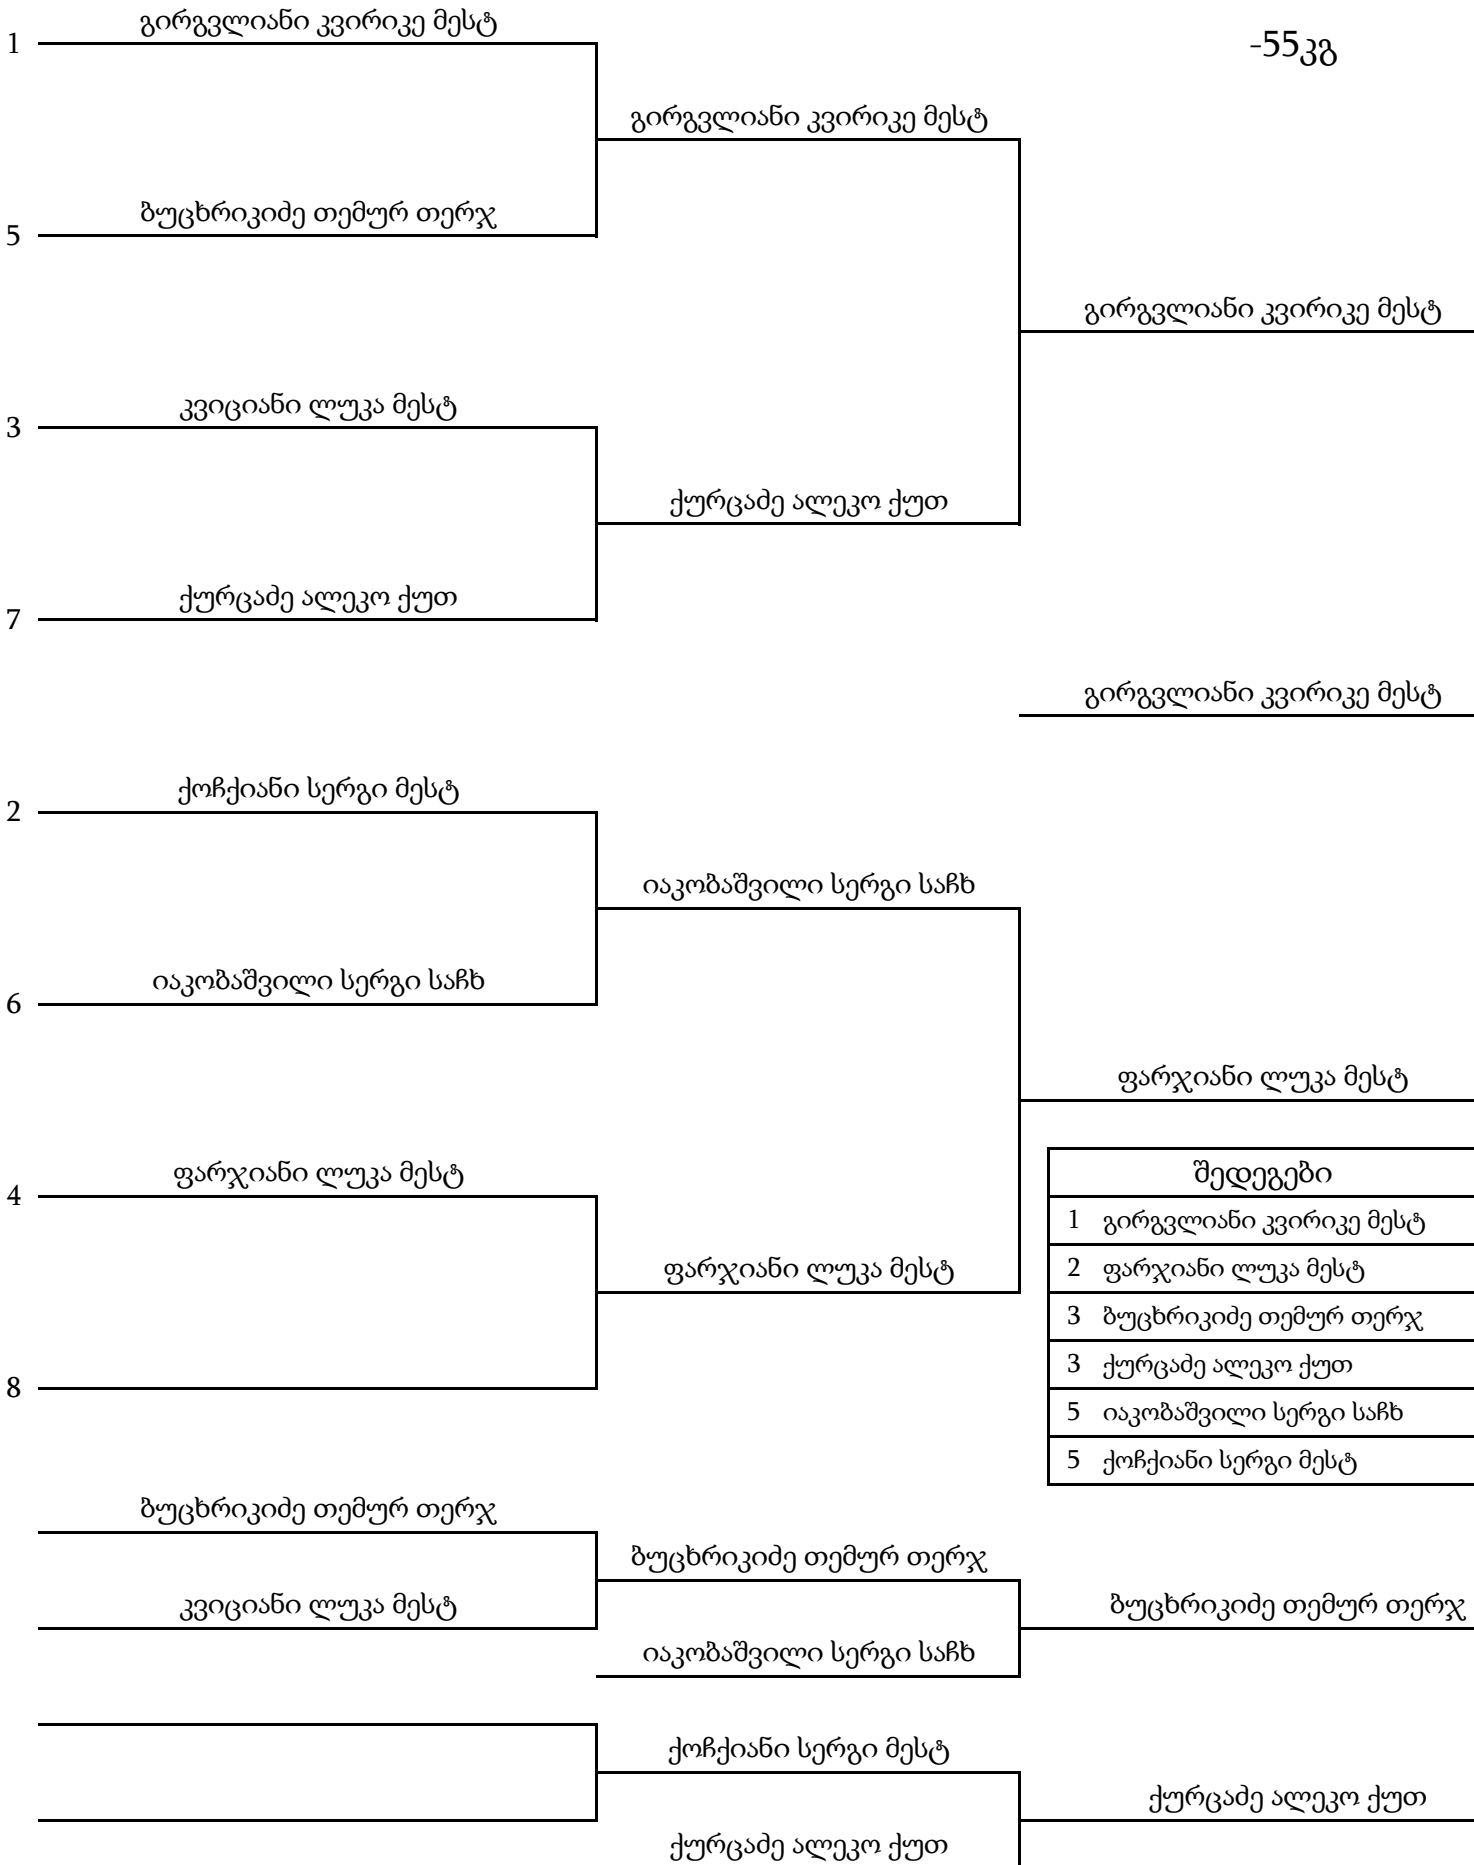 გირგვლიანი კვირიკე მესტ
1
-55კგ
გირგვლიანი კვირიკე მესტ
ბუცხრიკიძე თემურ თერჯ
5
გირგვლიანი კვირიკე მესტ
კვიციანი ლუკა მესტ
3
ქურცაძე ალეკო ქუთ
ქურცაძე ალეკო ქუთ
7
გირგვლიანი კვირიკე მესტ
ქოჩქიანი სერგი მესტ
2
იაკობაშვილი სერგი საჩხ
იაკობაშვილი სერგი საჩხ
6
ფარჯიანი ლუკა მესტ
ფარჯიანი ლუკა მესტ
4
ფარჯიანი ლუკა მესტ
8
შედეგები
1 გირგვლიანი კვირიკე მესტ
2 ფარჯიანი ლუკა მესტ
3 ბუცხრიკიძე თემურ თერჯ
3 ქურცაძე ალეკო ქუთ
5 იაკობაშვილი სერგი საჩხ
5 ქოჩქიანი სერგი მესტ
ბუცხრიკიძე თემურ თერჯ
ბუცხრიკიძე თემურ თერჯ
კვიციანი ლუკა მესტ
ბუცხრიკიძე თემურ თერჯ
იაკობაშვილი სერგი საჩხ
ქოჩქიანი სერგი მესტ
ქურცაძე ალეკო ქუთ
ქურცაძე ალეკო ქუთ